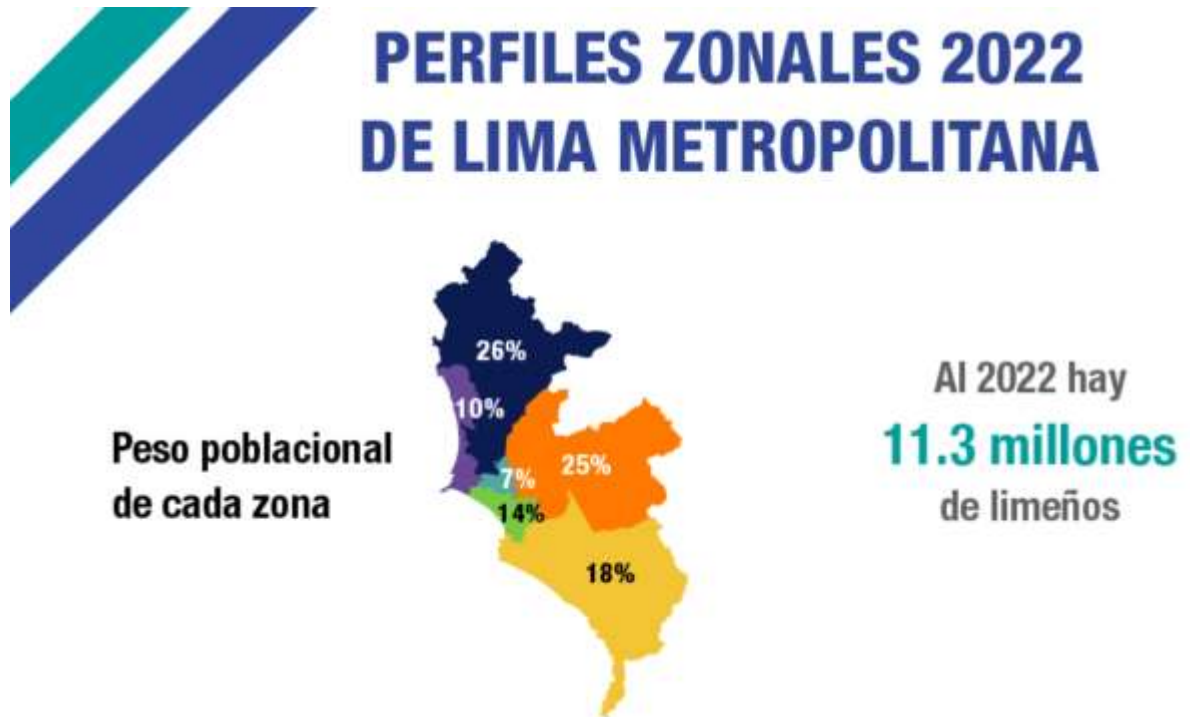 PERFILES ZONALES 2022
DE LIMA METROPOLITANA
26%
10%
Peso poblacional
de cada zona
7%
25%
14%
18%
Al 2022 hay
11.3 millones
de limeños